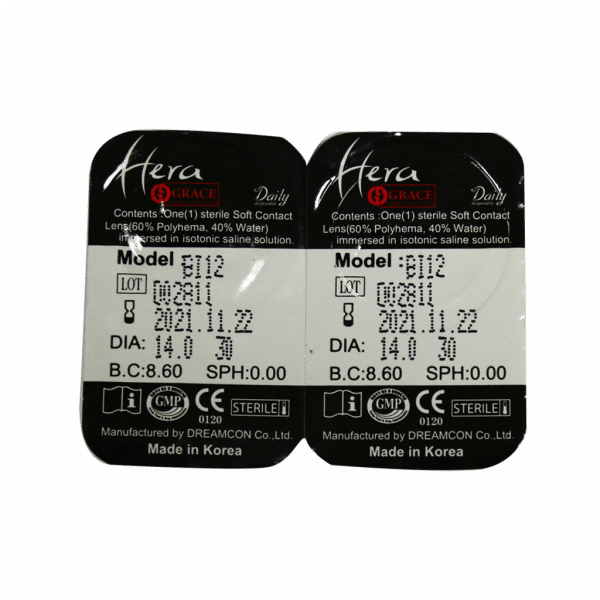 Hera
GRACE
Daily
disposable
Contents :One(1) sterile Soft Contact
Lens(60% Polyhema, 40% Water)
immersed in isotonic saline solution.
Model : BI12
LOT
2021.11.22
DIA: 14.0 30
B.C:8.60 SPH:0.00
GMP
CE
0120
STERILE
Manufactured by DREAMCON Co.,Ltd.
Made in Korea
Hera
GRACE
Daily
disposable
Contents :One(1) sterile Soft Contact
Lens(60% Polyhema, 40% Water)
immersed in isotonic saline solution.
Model : BI12
LOT
2021.11.22
DIA: 14.0 30
B.C:8.60 SPH:0.00
GMP
CE
0120
STERILE
Manufactured by DREAMCON Co.,Ltd.
Made in Korea